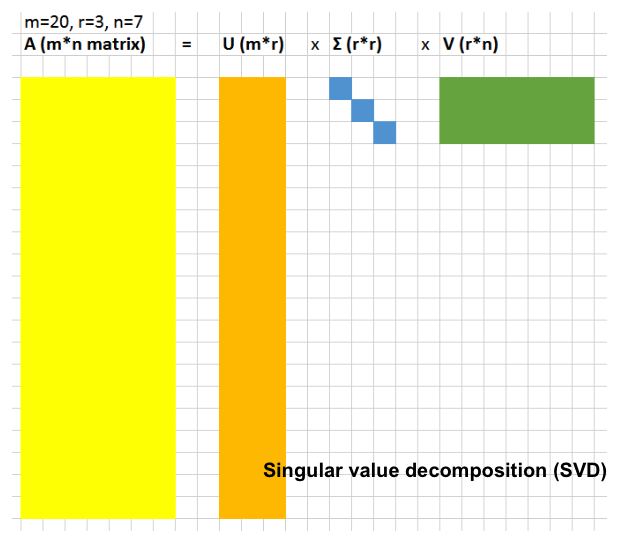 m=20, r=3, n=7
A (m*n matrix) = U (m*r) x Σ (r*r) x V (r*n)
Singular value decomposition (SVD)